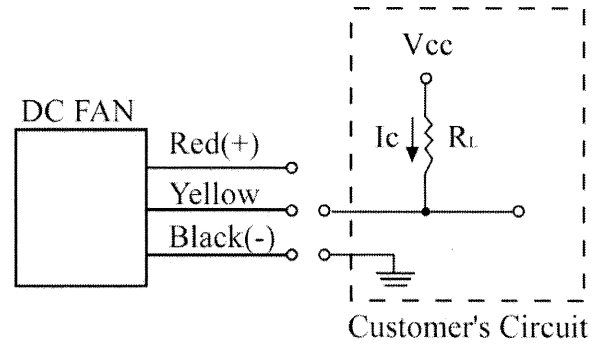 Vcc
DC FAN
Ic
RL
Red(+)
Yellow
Black(-)
Customer's Circuit